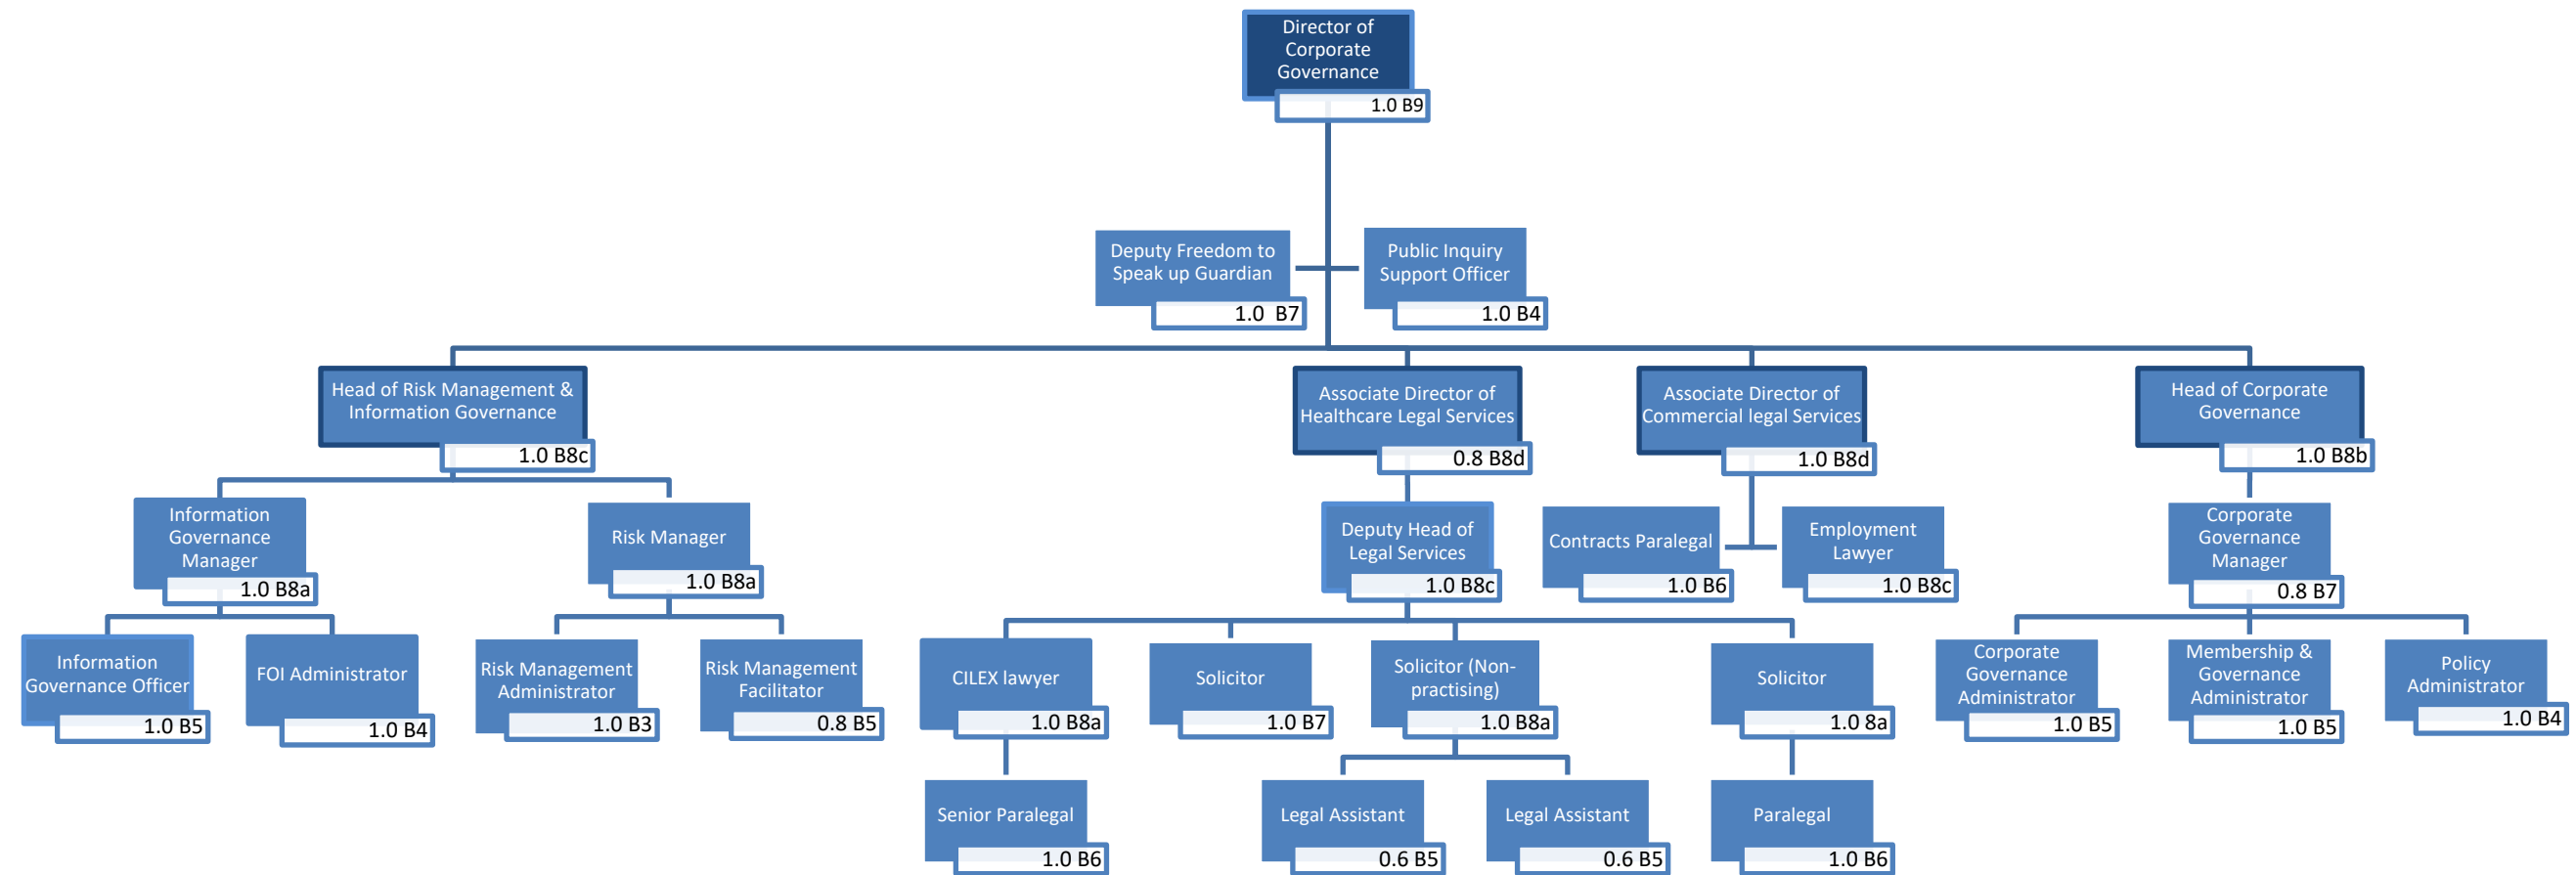 Director of
Corporate
Governance
1.0 B9
Deputy Freedom to
Speak up Guardian
1.0  B7
Public Inquiry
Support Officer
1.0 B4
Head of Risk Management &
Information Governance
1.0 B8c
Associate Director of
Healthcare Legal Services
0.8 B8d
Associate Director of
Commercial legal Services
1.0 B8d
Head of Corporate
Governance
1.0 B8b
Information
Governance
Manager
1.0 B8a
Risk Manager
1.0 B8a
Deputy Head of
Legal Services
1.0 B8c
Contracts Paralegal
1.0 B6
Employment
Lawyer
1.0 B8c
Corporate
Governance
Manager
0.8 B7
Information
Governance Officer
1.0 B5
FOI Administrator
1.0 B4
Risk Management
Administrator
1.0 B3
Risk Management
Facilitator
0.8 B5
CILEX lawyer
1.0 B8a
Solicitor
1.0 B7
Solicitor (Non-
practising)
1.0 B8a
Solicitor
1.0 8a
Corporate
Governance
Administrator
1.0 B5
Membership &
Governance
Administrator
1.0 B5
Policy
Administrator
1.0 B4
Senior Paralegal
1.0 B6
Legal Assistant
0.6 B5
Legal Assistant
0.6 B5
Paralegal
1.0 B6